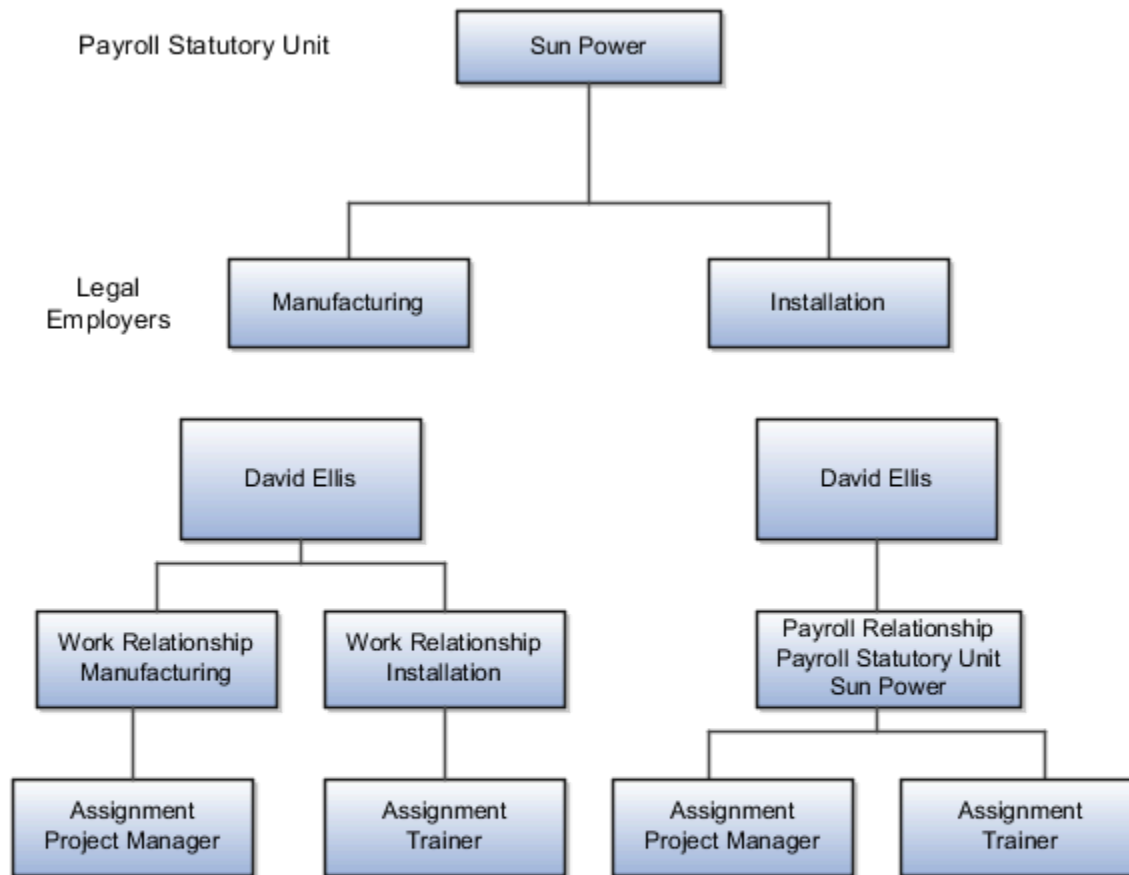 Payroll Statutory Unit
Sun Power
Legal
Employers
Manufacturing
Installation
David Ellis
David Ellis
Work Relationship
Manufacturing
Work Relationship
Installation
Payroll Relationship
Payroll Statutory Unit
Sun Power
Assignment
Project Manager
Assignment
Trainer
Assignment
Project Manager
Assignment
Trainer